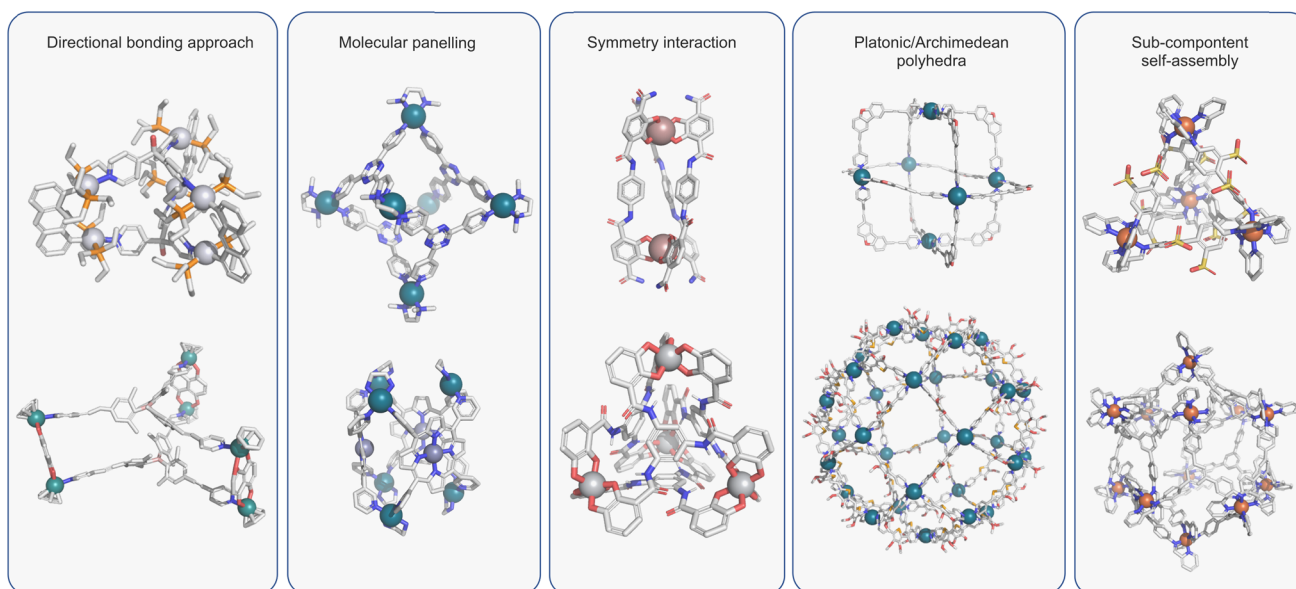 Directional bonding approach
Molecular panelling
Symmetry interaction
Platonic/Archimedean
polyhedra
Sub-compontent
self-assembly